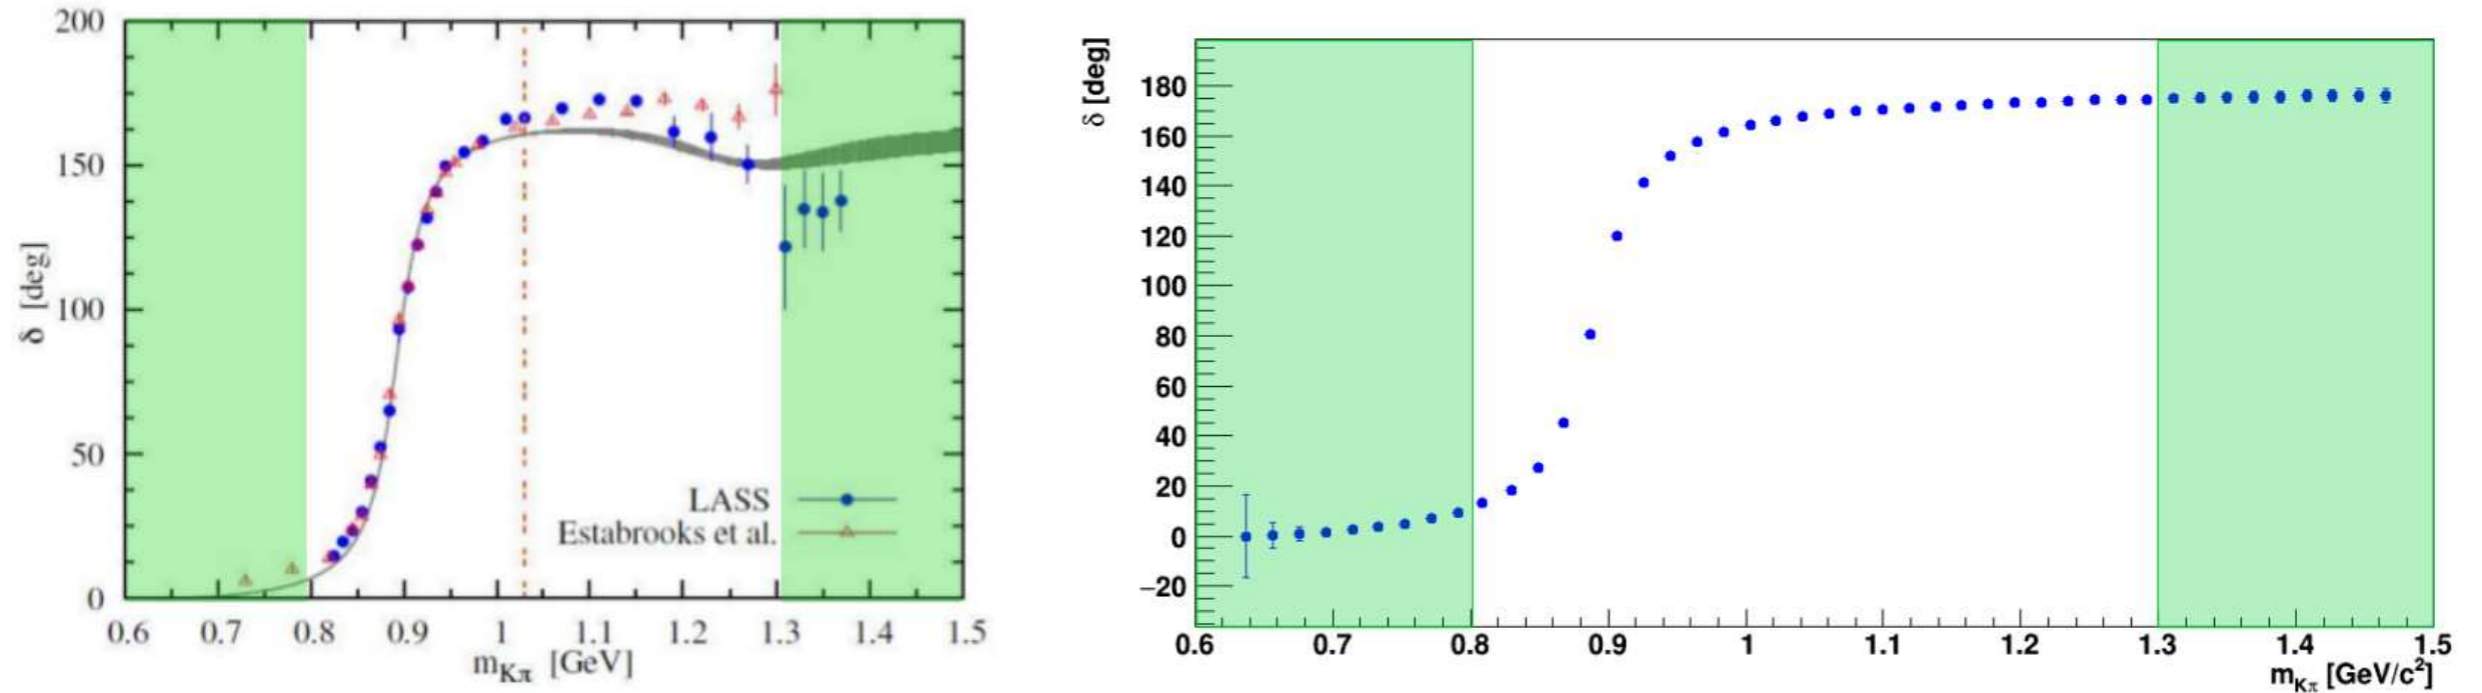 200
150
100
50
0
δ [deg]
LASS
Estabrooks et al.
0.6 0.7 0.8 0.9 1 1.1 1.2 1.3 1.4 1.5
mKπ [GeV]
δ [deg]
180
160
140
120
100
80
60
40
20
0
−20
0.6 0.7 0.8 0.9 1 1.1 1.2 1.3 1.4 1.5
mKπ [GeV/c²]